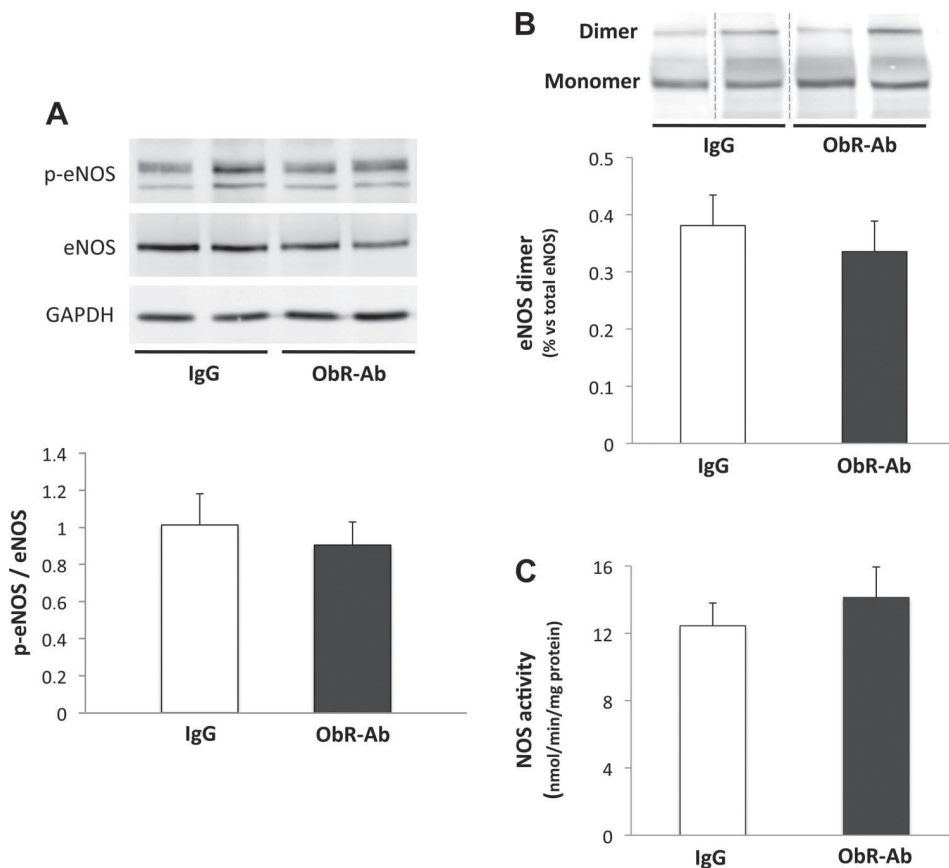 A
p-eNOS
eNOS
GAPDH
IgG ObR-Ab
p-eNOS / eNOS
1.4
1.2
1
0.8
0.6
0.4
0.2
0
IgG ObR-Ab
B
Dimer
Monomer
IgG ObR-Ab
eNOS dimer
(% vs total eNOS)
0.5
0.4
0.3
0.2
0.1
0
IgG ObR-Ab
C
NOS activity
(nmol/min/mg protein)
16
12
8
4
0
IgG ObR-Ab